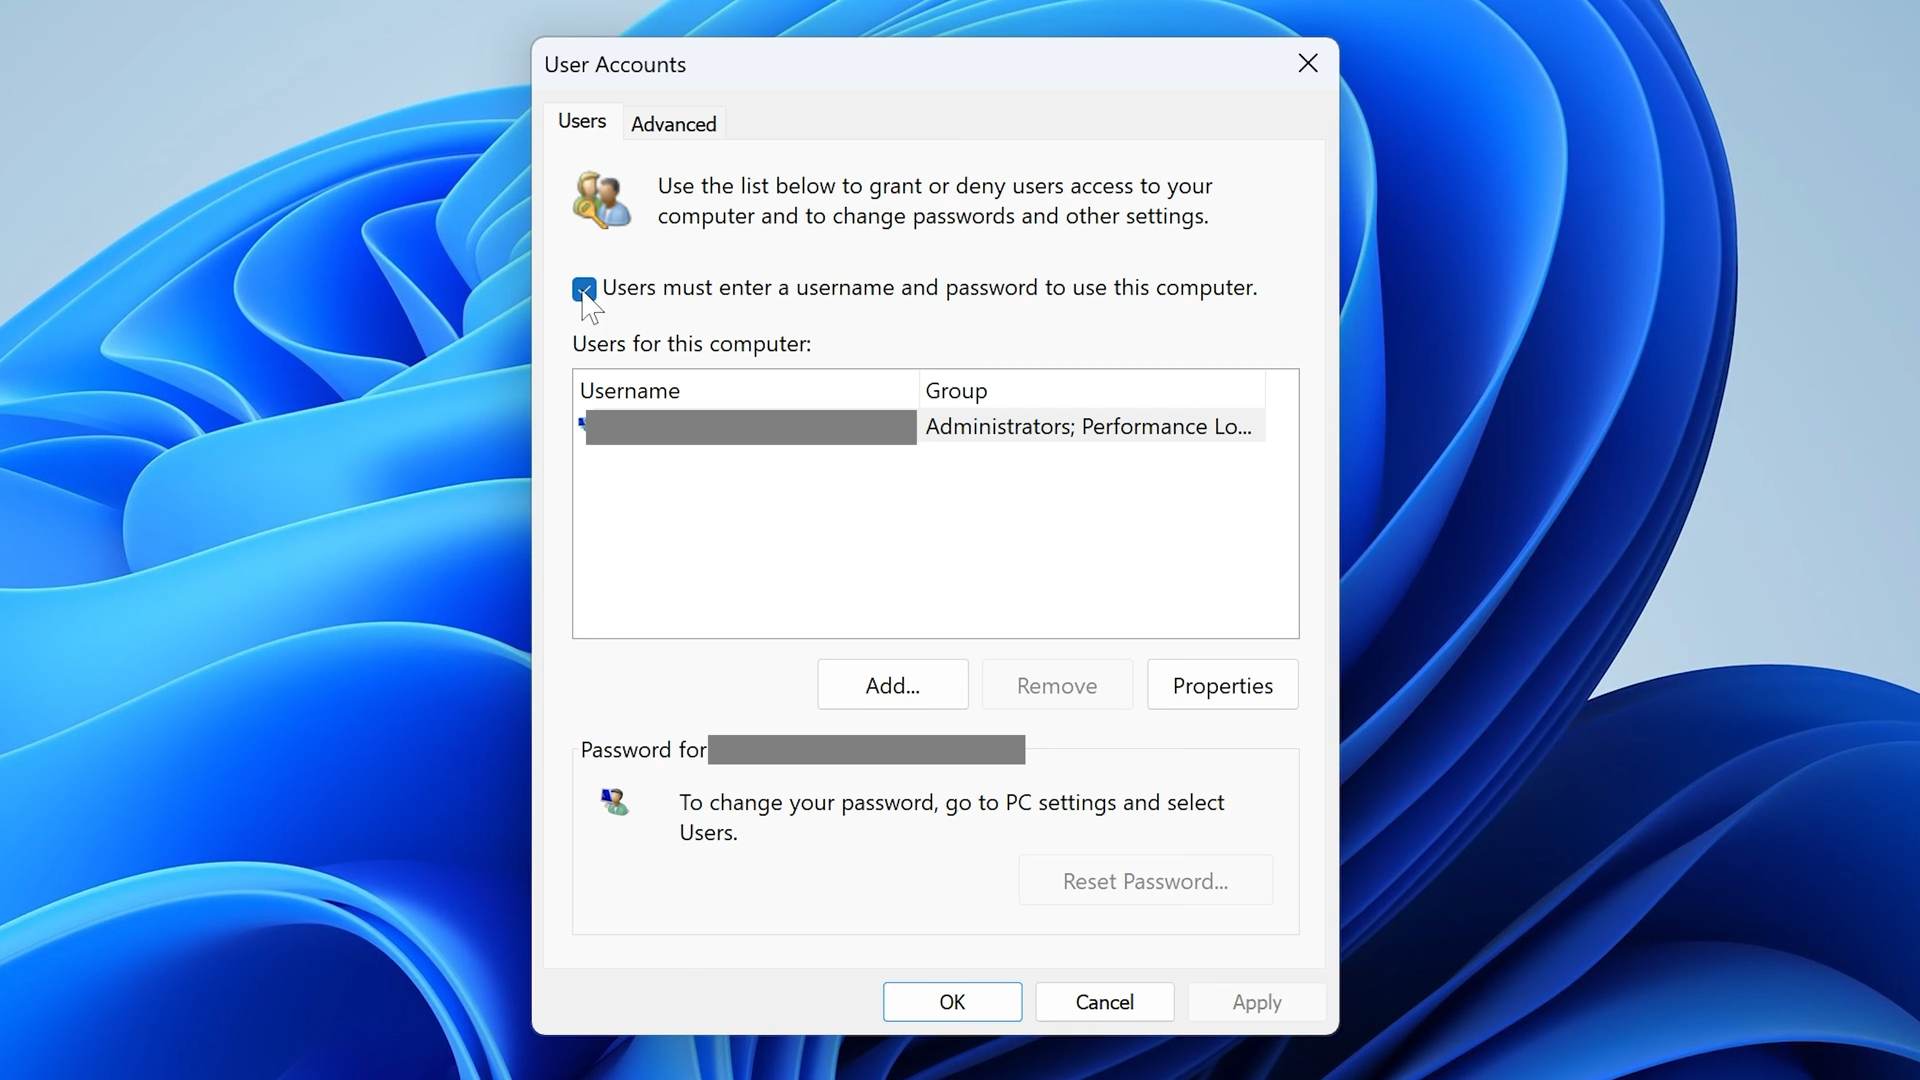 User Accounts
Users
Advanced
Use the list below to grant or deny users access to your
computer and to change passwords and other settings.
Users must enter a username and password to use this computer.
Users for this computer:
Username
Group
Administrators; Performance Lo...
Add...
Remove
Properties
Password for
To change your password, go to PC settings and select
Users.
Reset Password...
OK
Cancel
Apply